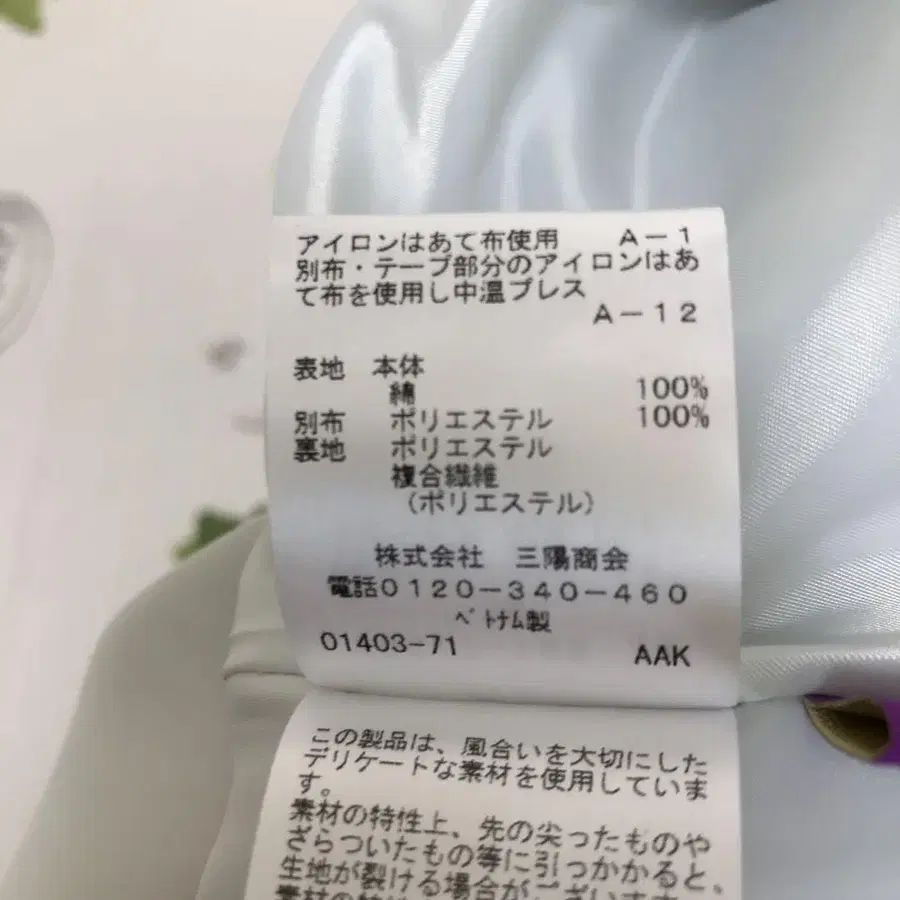 アイロンはあて布使用　A－1
別布・テープ部分のアイロンはあ
て布を使用し中温プレス
A－12
表地　本体
綿　100%
別布　ポリエステル　100%
裏地　ポリエステル
複合繊維
（ポリエステル）
株式会社　三陽商会
電話0120－340－460
ﾍﾞﾄﾅﾑ製
01403-71　AAK
この製品は、風合いを大切にした
デリケートな素材を使用していま
す。
素材の特性上、先の尖ったものや
ざらついたもの等に引っかかると、
生地が裂ける場合がございます